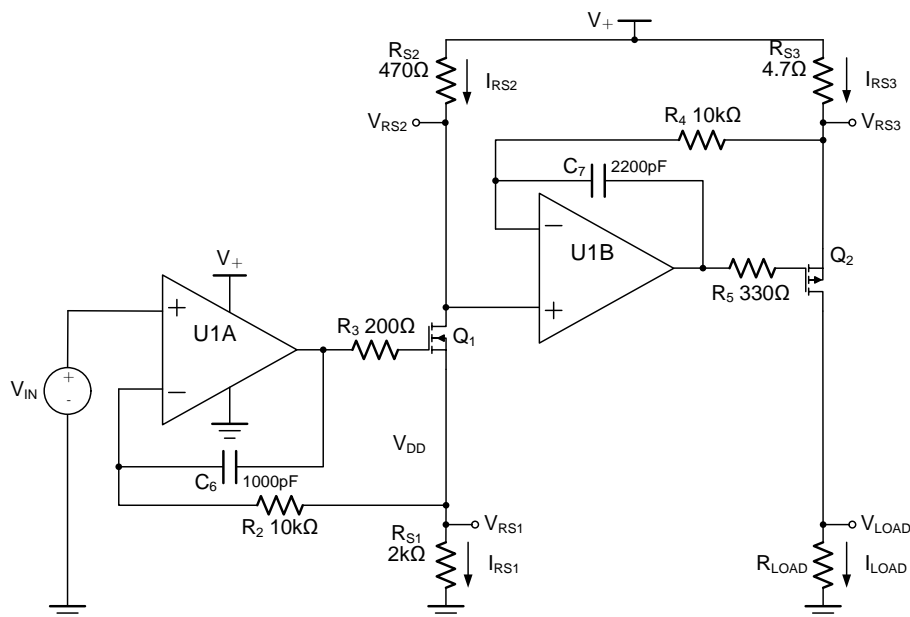 V+
RS2
470Ω
IRS2
RS3
4.7Ω
IRS3
VRS2
R4 10kΩ
VRS3
C7 2200pF
V+
−
U1B
+
Q2
R5 330Ω
+
U1A
−
R3 200Ω
Q1
VIN
+
-
VDD
C6 1000pF
R2 10kΩ
VRS1
RS1
2kΩ
IRS1
VLOAD
RLOAD
ILOAD